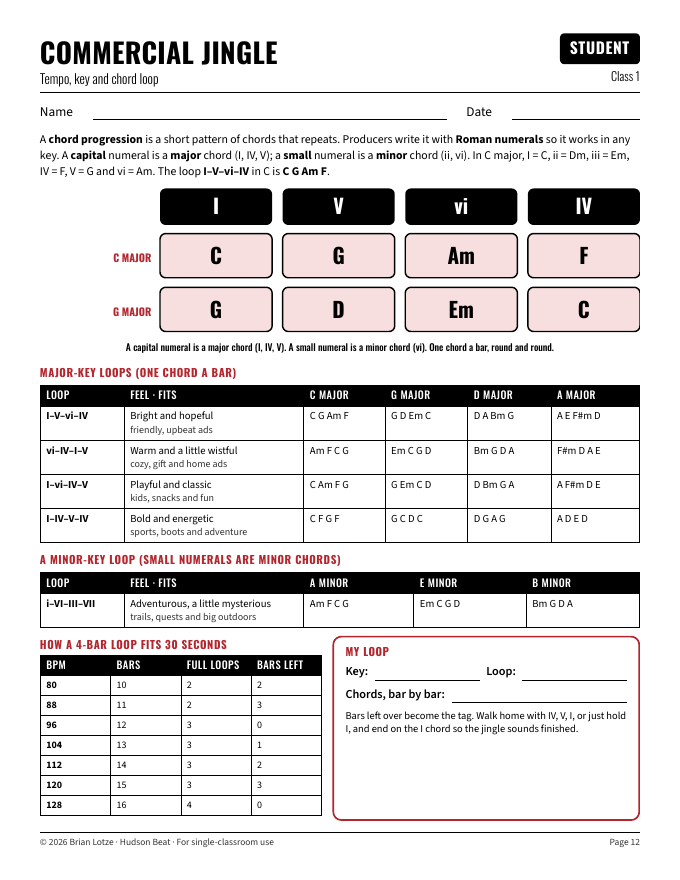 COMMERCIAL JINGLE
STUDENT
Tempo, key and chord loop
Class 1
Name
Date
A chord progression is a short pattern of chords that repeats. Producers write it with Roman numerals so it works in any
key. A capital numeral is a major chord (I, IV, V); a small numeral is a minor chord (ii, vi). In C major, I = C, ii = Dm, iii = Em,
IV = F, V = G and vi = Am. The loop I–V–vi–IV in C is C G Am F.
I V vi IV
C MAJOR C G Am F
G MAJOR G D Em C
A capital numeral is a major chord (I, IV, V). A small numeral is a minor chord (vi). One chord a bar, round and round.
MAJOR-KEY LOOPS (ONE CHORD A BAR)
LOOP FEEL · FITS C MAJOR G MAJOR D MAJOR A MAJOR
I–V–vi–IV Bright and hopeful C G Am F G D Em C D A Bm G A E F#m D
friendly, upbeat ads
vi–IV–I–V Warm and a little wistful Am F C G Em C G D Bm G D A F#m D A E
cozy, gift and home ads
I–vi–IV–V Playful and classic C Am F G G Em C D D Bm G A A F#m D E
kids, snacks and fun
I–IV–V–IV Bold and energetic C F G F G C D C D G A G A D E D
sports, boots and adventure
A MINOR-KEY LOOP (SMALL NUMERALS ARE MINOR CHORDS)
LOOP FEEL · FITS A MINOR E MINOR B MINOR
i–VI–III–VII Adventurous, a little mysterious Am F C G Em C G D Bm G D A
trails, quests and big outdoors
HOW A 4-BAR LOOP FITS 30 SECONDS
BPM BARS FULL LOOPS BARS LEFT
80 10 2 2
88 11 2 3
96 12 3 0
104 13 3 1
112 14 3 2
120 15 3 3
128 16 4 0
MY LOOP
Key: Loop:
Chords, bar by bar:
Bars left over become the tag. Walk home with IV, V, I, or just hold
I, and end on the I chord so the jingle sounds finished.
© 2026 Brian Lotze · Hudson Beat · For single-classroom use
Page 12